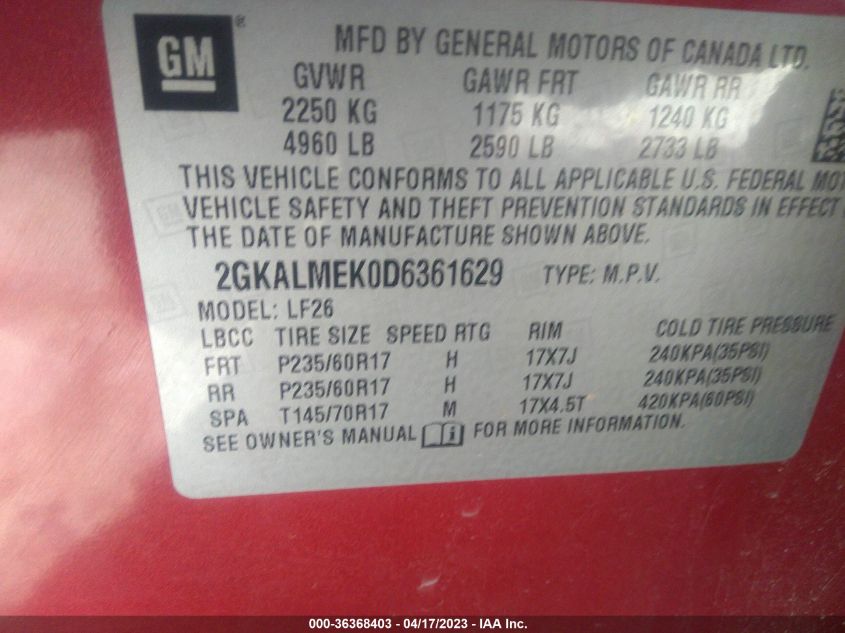 GM ®
MFD BY GENERAL MOTORS OF CANADA LTD.
GVWR GAWR FRT GAWR RR
2250 KG 1175 KG 1240 KG
4960 LB 2590 LB 2733 LB
THIS VEHICLE CONFORMS TO ALL APPLICABLE U.S. FEDERAL MOT
VEHICLE SAFETY AND THEFT PREVENTION STANDARDS IN EFFECT
THE DATE OF MANUFACTURE SHOWN ABOVE.
2GKALMEK0D6361629 TYPE: M.P.V.
MODEL: LF26
LBCC TIRE SIZE SPEED RTG RIM COLD TIRE PRESSURE
FRT P235/60R17 H 17X7J 240KPA(35PSI)
RR P235/60R17 H 17X7J 240KPA(35PSI)
SPA T145/70R17 M 17X4.5T 420KPA(60PSI)
SEE OWNER'S MANUAL i FOR MORE INFORMATION.
000-36368403 - 04/17/2023 - IAA Inc.